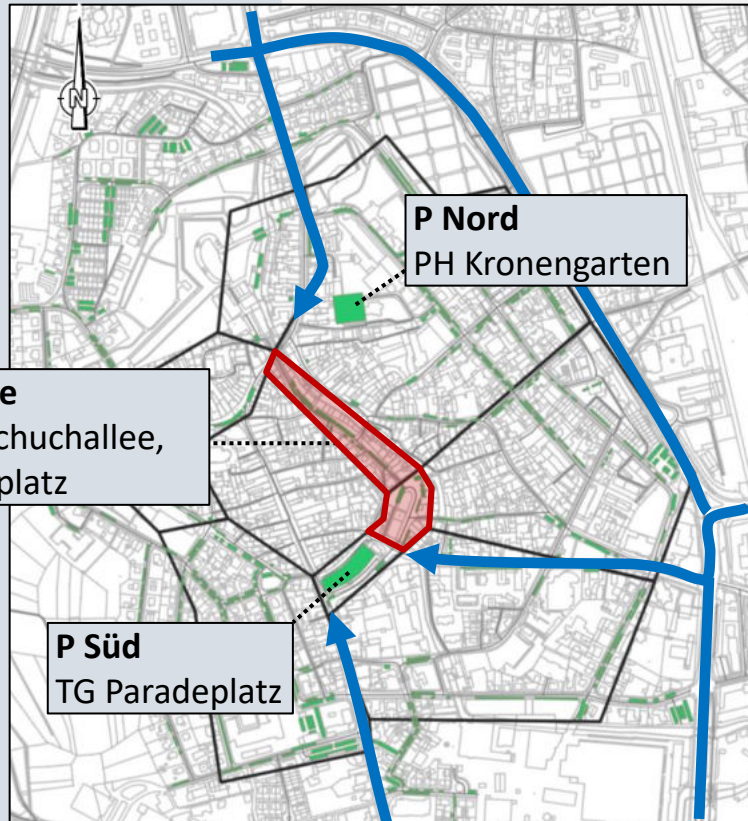 N
P Nord
PH Kronengarten
e
chuchallee,
platz
P Süd
TG Paradeplatz